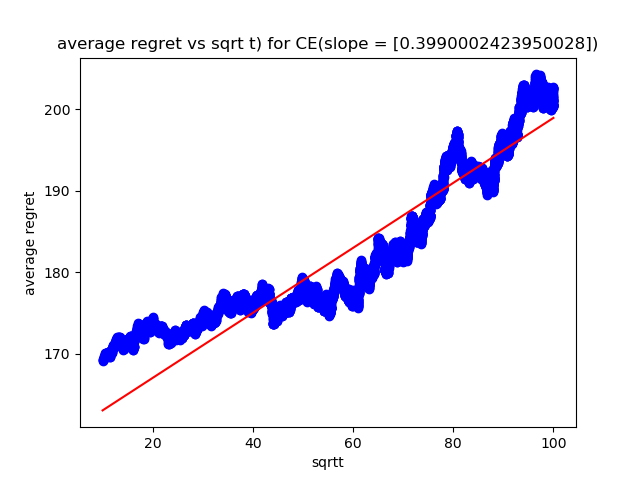 average regret vs sqrt t) for CE(slope = [0.3990002423950028])
200
190
180
170
average regret
20 40 60 80 100
sqrtt